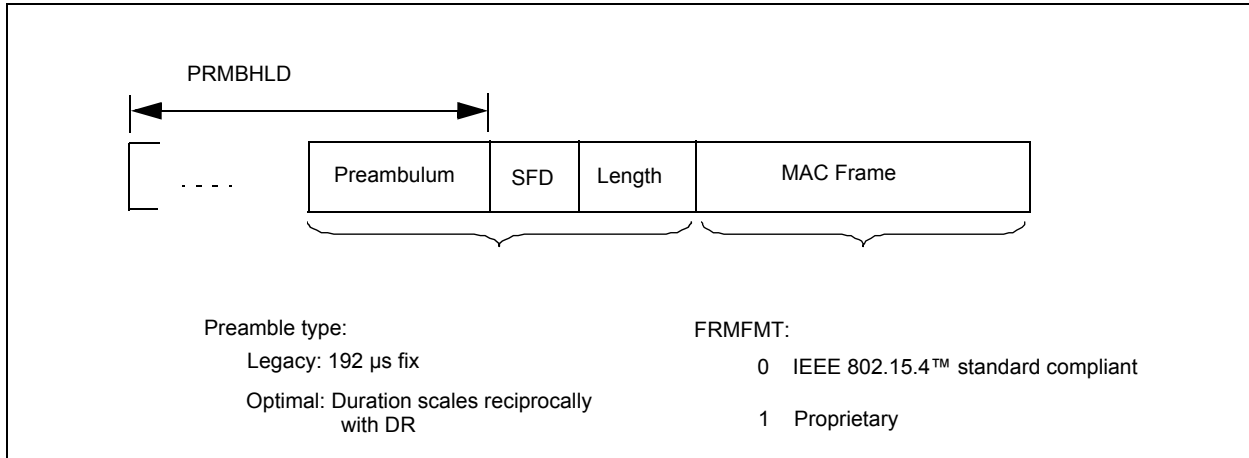 PRMBHLD
. . . .
Preambulum
SFD
Length
MAC Frame
Preamble type:
Legacy: 192 µs fix
Optimal: Duration scales reciprocally
with DR
FRMFMT:
0 IEEE 802.15.4™ standard compliant
1 Proprietary